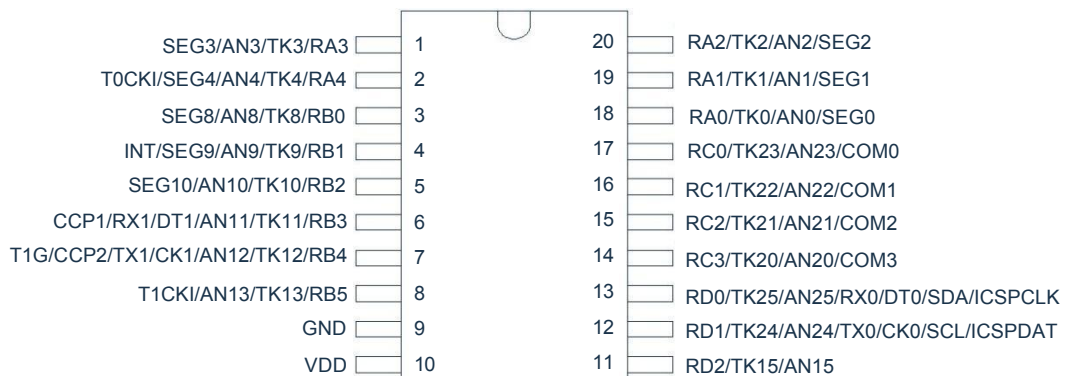 SEG3/AN3/TK3/RA3 1 20 RA2/TK2/AN2/SEG2
T0CKI/SEG4/AN4/TK4/RA4 2 19 RA1/TK1/AN1/SEG1
SEG8/AN8/TK8/RB0 3 18 RA0/TK0/AN0/SEG0
INT/SEG9/AN9/TK9/RB1 4 17 RC0/TK23/AN23/COM0
SEG10/AN10/TK10/RB2 5 16 RC1/TK22/AN22/COM1
CCP1/RX1/DT1/AN11/TK11/RB3 6 15 RC2/TK21/AN21/COM2
T1G/CCP2/TX1/CK1/AN12/TK12/RB4 7 14 RC3/TK20/AN20/COM3
T1CKI/AN13/TK13/RB5 8 13 RD0/TK25/AN25/RX0/DT0/SDA/ICSPCLK
GND 9 12 RD1/TK24/AN24/TX0/CK0/SCL/ICSPDAT
VDD 10 11 RD2/TK15/AN15